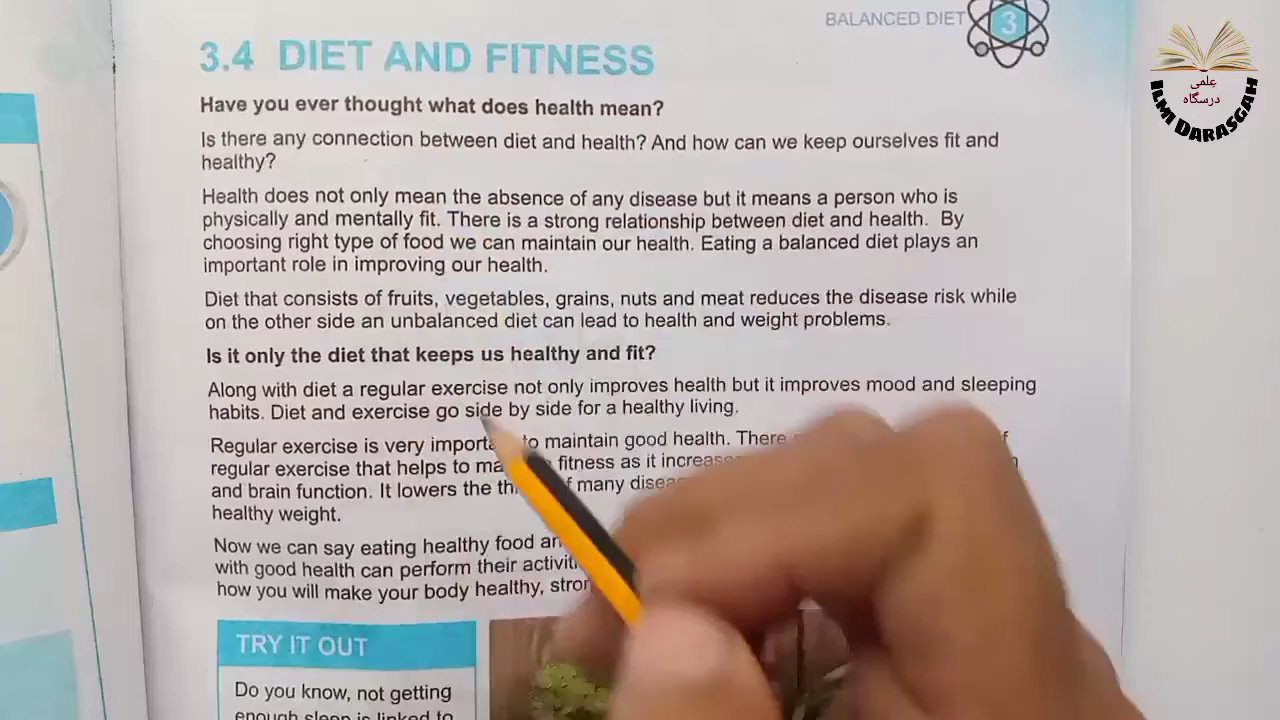 BALANCED DIET 3
3.4 DIET AND FITNESS
Have you ever thought what does health mean?
Is there any connection between diet and health? And how can we keep ourselves fit and
healthy?
Health does not only mean the absence of any disease but it means a person who is
physically and mentally fit. There is a strong relationship between diet and health. By
choosing right type of food we can maintain our health. Eating a balanced diet plays an
important role in improving our health.
Diet that consists of fruits, vegetables, grains, nuts and meat reduces the disease risk while
on the other side an unbalanced diet can lead to health and weight problems.
Is it only the diet that keeps us healthy and fit?
Along with diet a regular exercise not only improves health but it improves mood and sleeping
habits. Diet and exercise go side by side for a healthy living.
Regular exercise is very to maintain good health. There
regular exercise that helps to fitness as it
and brain function. It lowers the of many
healthy weight.
Now we can say eating healthy food
with good health can perform their
how you will make your body healthy,
TRY IT OUT
Do you know, not getting
enough sleep is linked to
علمی
درسگاہ
ILMI DARASGAH